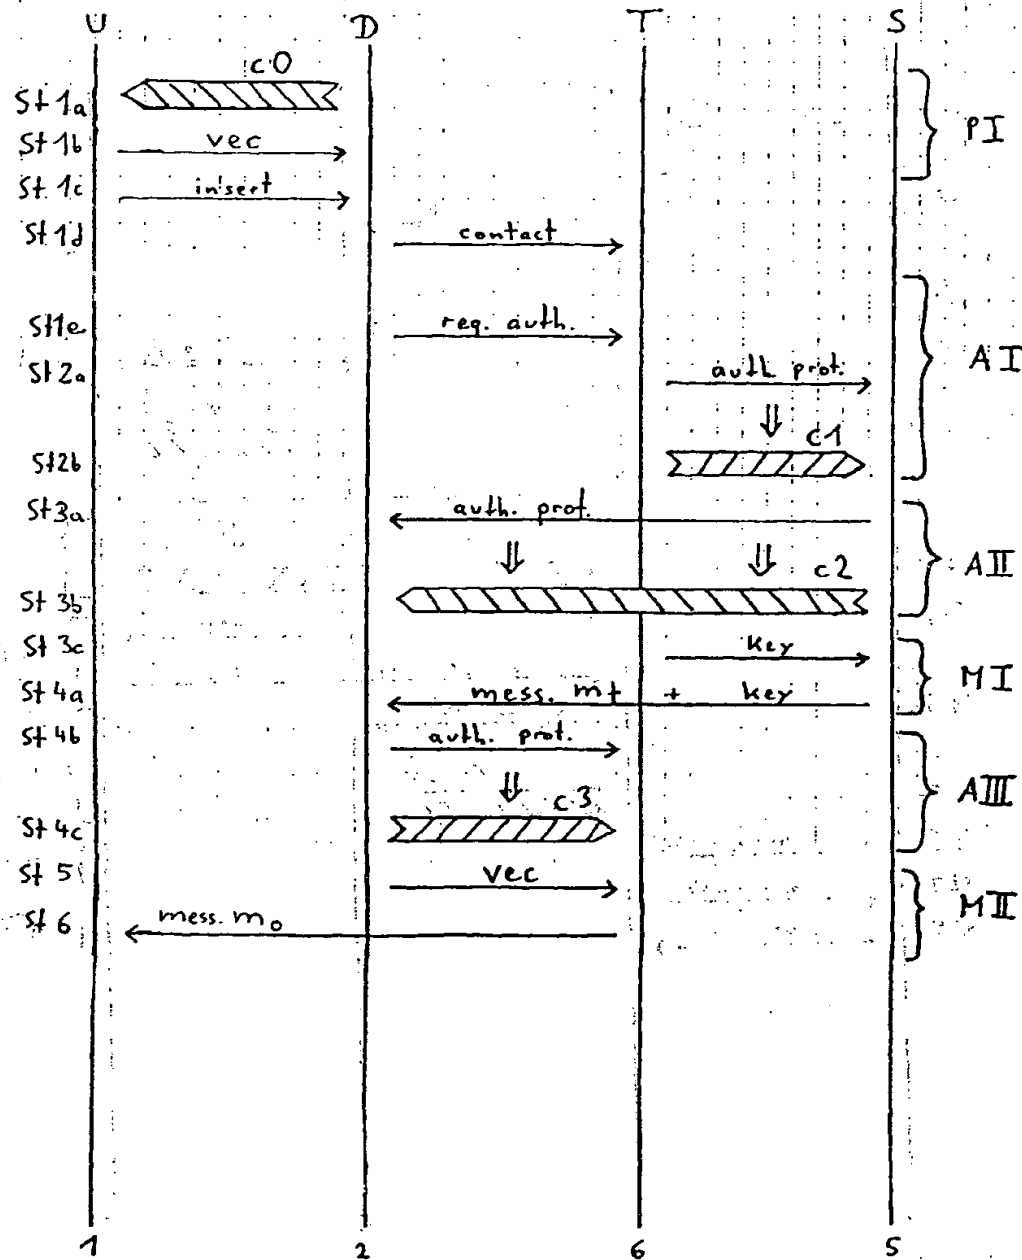 U D T S
c0
St 1a
PI
St 1b vec
St 1c insert
St 1d contact
St1e req. auth.
AI
St 2a auth prot.
c1
St2b
St3a auth. prot.
c2
AII
St 3b
St 3c key
MI
St 4a mess. mt + key
St 4b auth. prot.
c3
AIII
St 4c
St 5 vec
MII
St 6 mess. mo
1 2 6 5